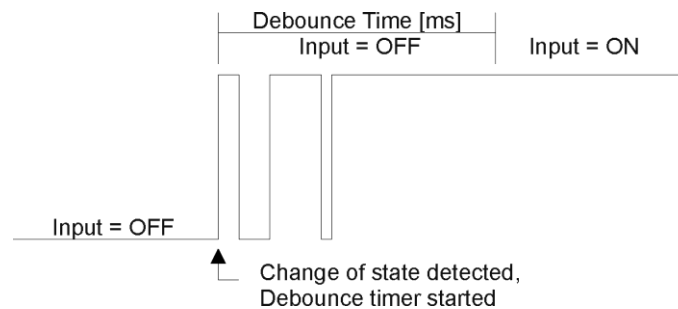 Debounce Time [ms]
Input = OFF
Input = ON
Input = OFF
Change of state detected,
Debounce timer started